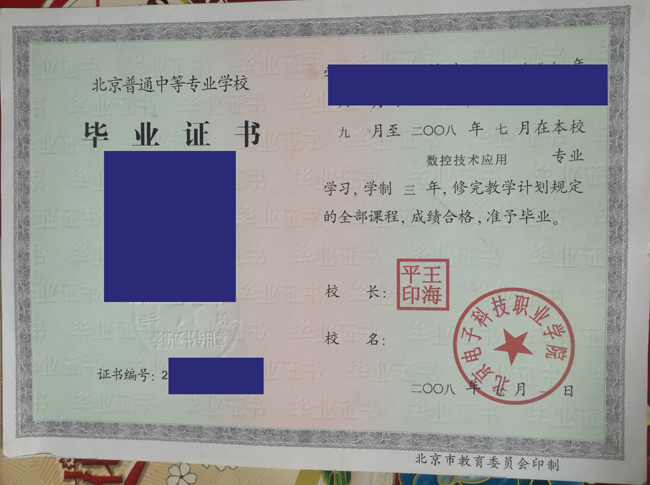 北京普通中等专业学校
毕业证书
证书编号：2
九 月至 二〇〇八 年 七 月在本校
数控技术应用 专业
学习，学制 三 年，修完教学计划规定
的全部课程，成绩合格，准予毕业。
校 长：
王海平印
校 名：
北京电子科技职业学院
二〇〇八 年 七 月 一 日
北京市教育委员会印制